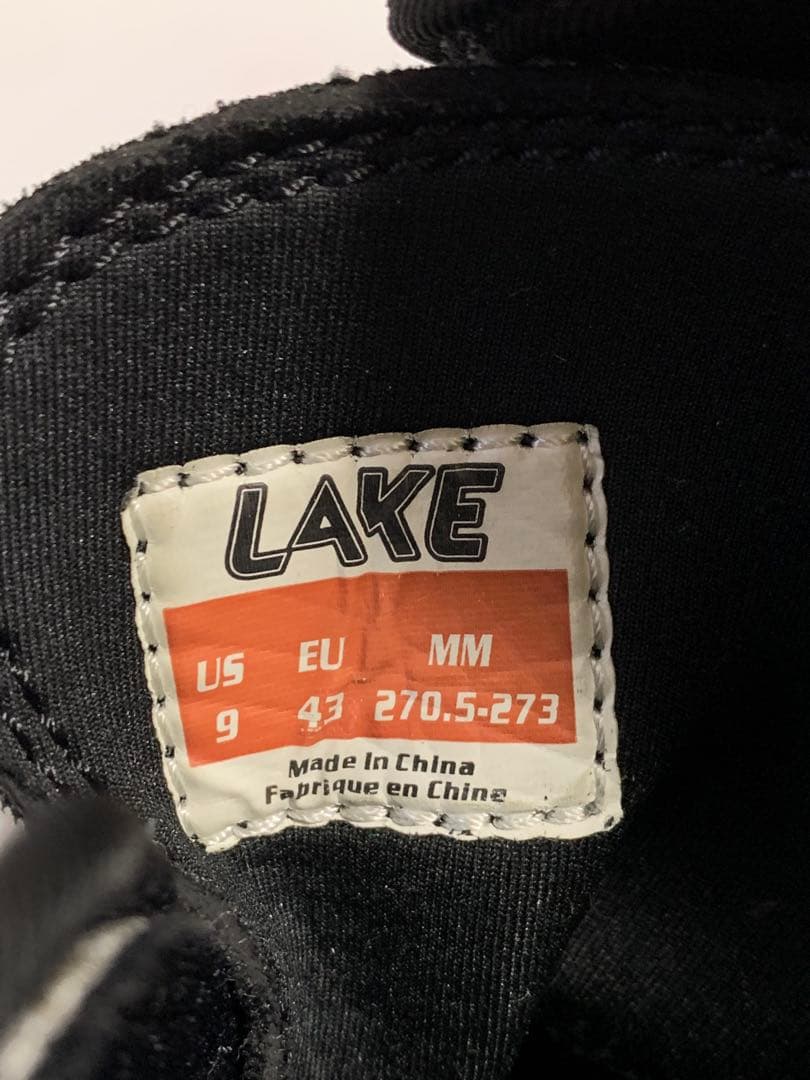 LAKE
US EU MM
9 43 270.5-273
Made In China
Fabrique en Chine